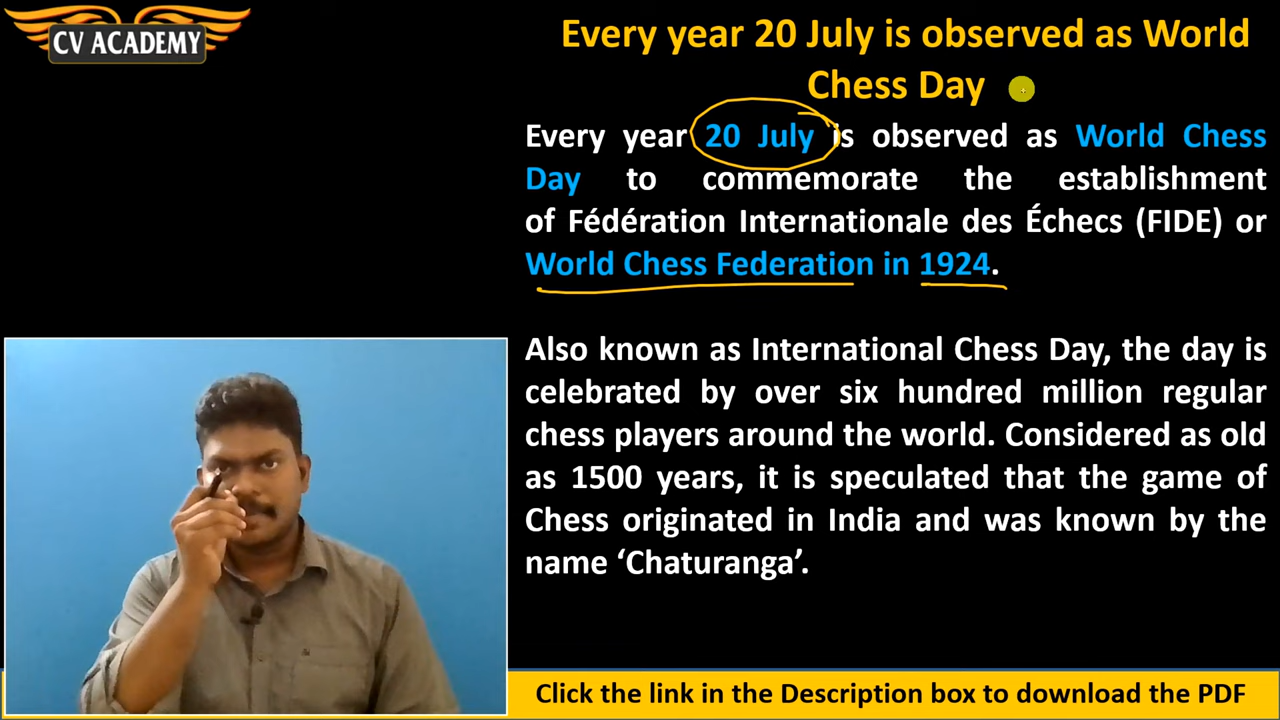 CV ACADEMY
Every year 20 July is observed as World
Chess Day
Every year 20 July is observed as World Chess
Day to commemorate the establishment
of Fédération Internationale des Échecs (FIDE) or
World Chess Federation in 1924.
Also known as International Chess Day, the day is
celebrated by over six hundred million regular
chess players around the world. Considered as old
as 1500 years, it is speculated that the game of
Chess originated in India and was known by the
name ‘Chaturanga’.
Click the link in the Description box to download the PDF